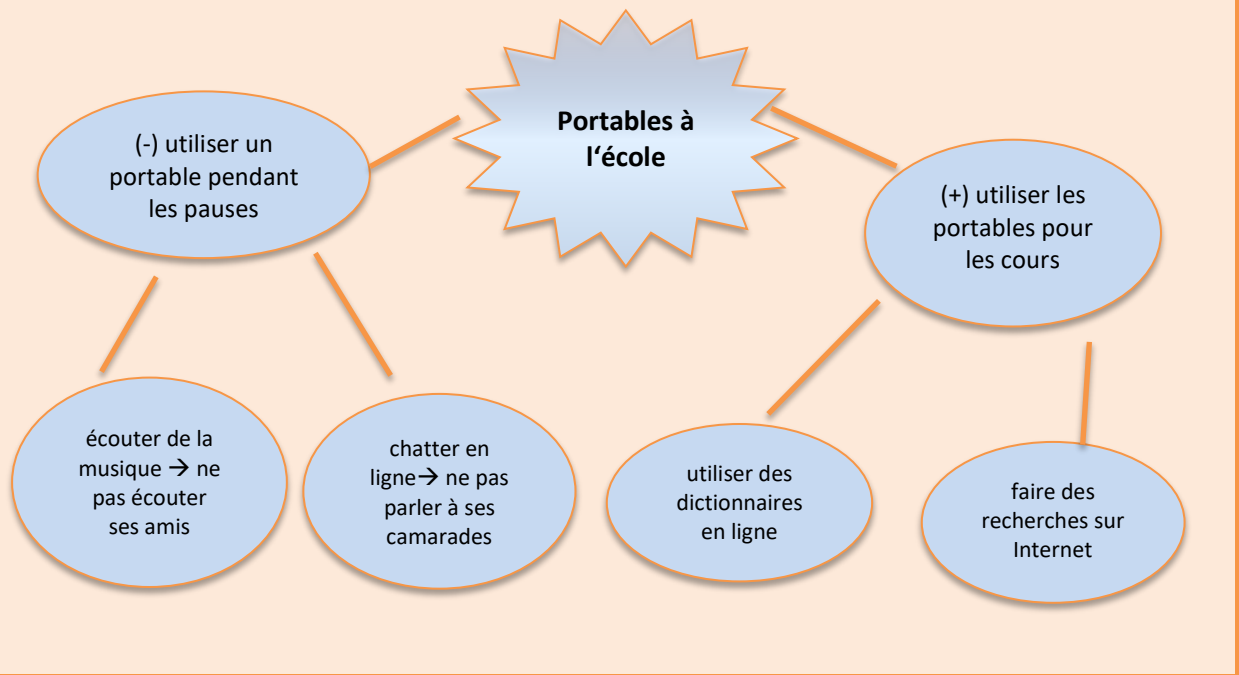 Portables à
l‘école
(-) utiliser un
portable pendant
les pauses
(+) utiliser les
portables pour
les cours
écouter de la
musique → ne
pas écouter
ses amis
chatter en
ligne→ ne pas
parler à ses
camarades
utiliser des
dictionnaires
en ligne
faire des
recherches sur
Internet